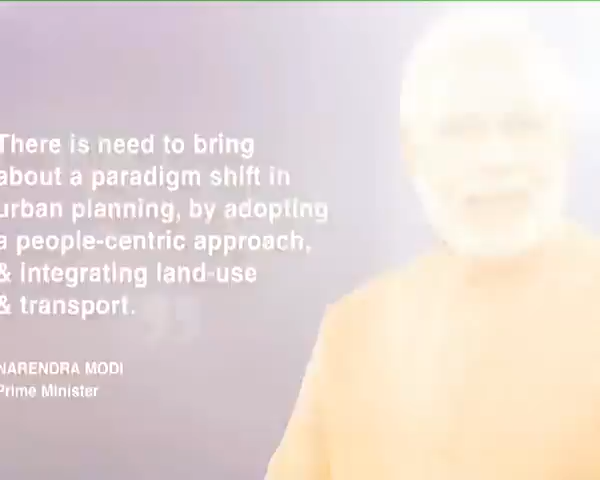 There is need to bring
about a paradigm shift in
urban planning, by adopting
a people-centric approach,
& integrating land-use
& transport.
NARENDRA MODI
Prime Minister